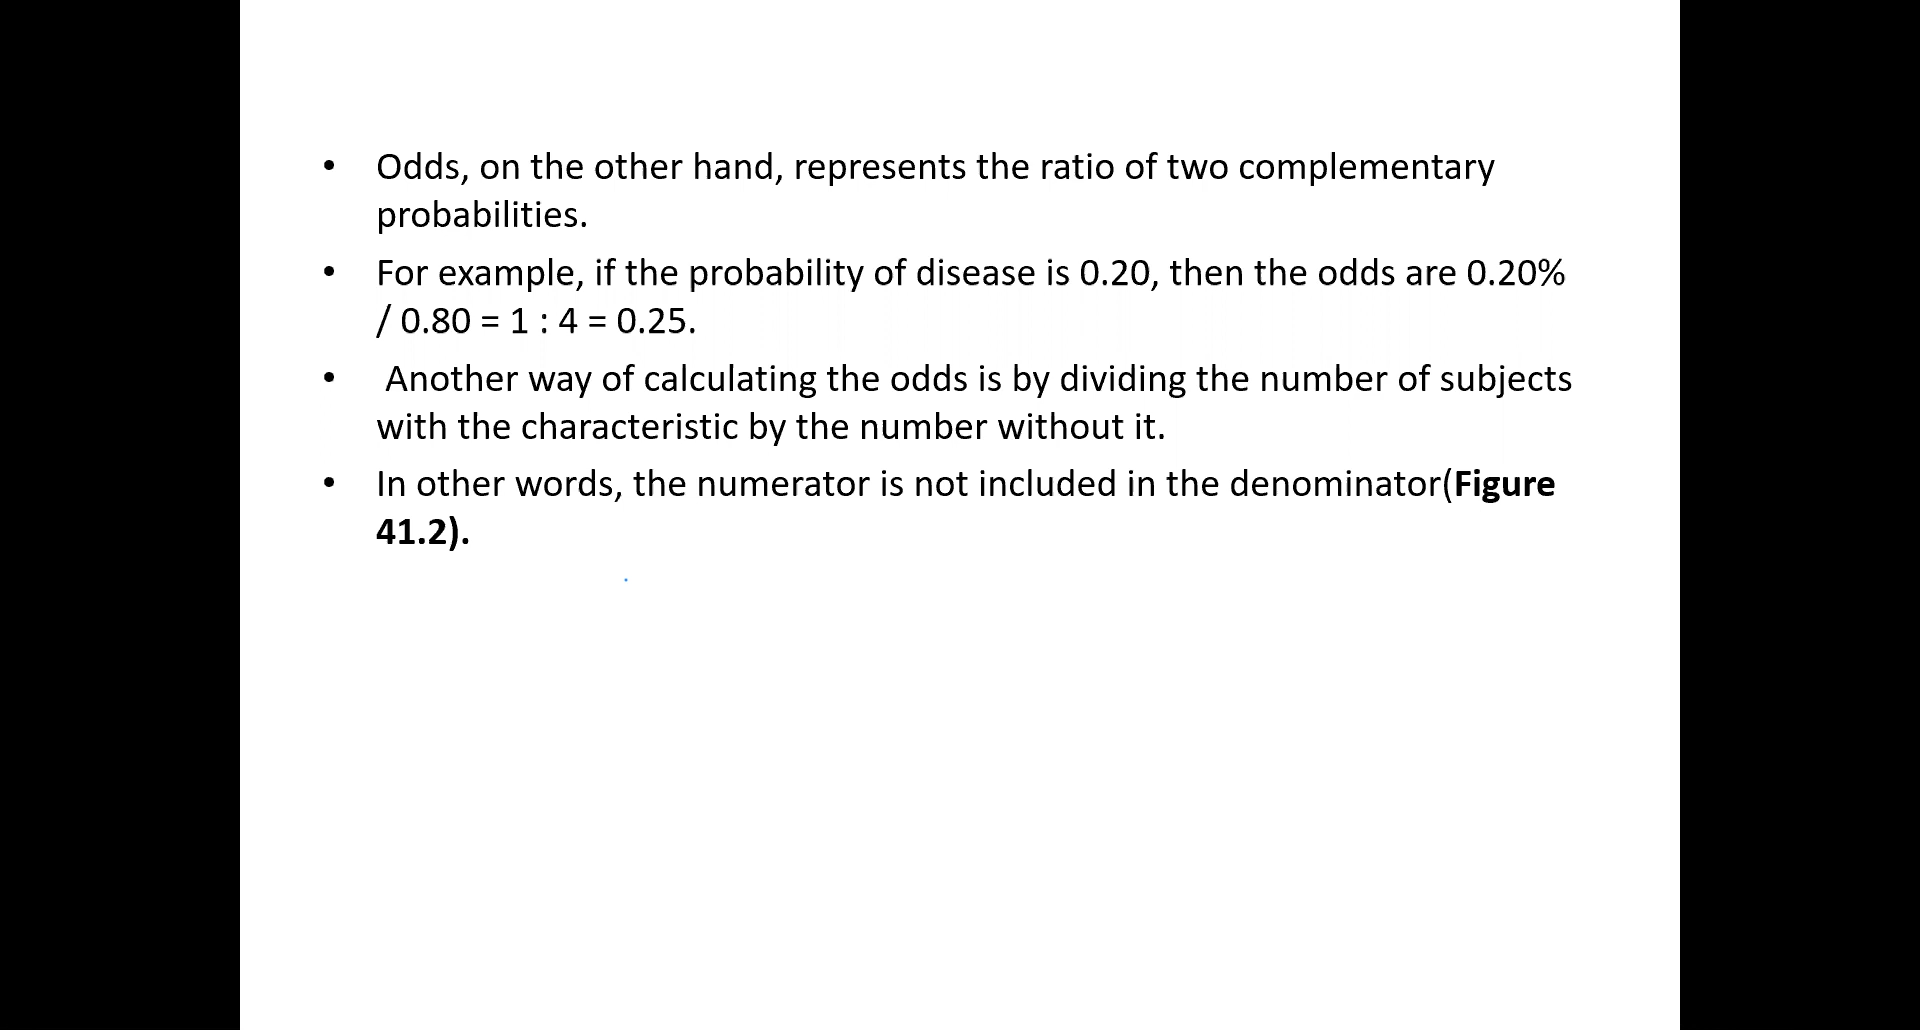 • Odds, on the other hand, represents the ratio of two complementary
probabilities.
• For example, if the probability of disease is 0.20, then the odds are 0.20%
/ 0.80 = 1 : 4 = 0.25.
• Another way of calculating the odds is by dividing the number of subjects
with the characteristic by the number without it.
• In other words, the numerator is not included in the denominator(Figure
41.2).